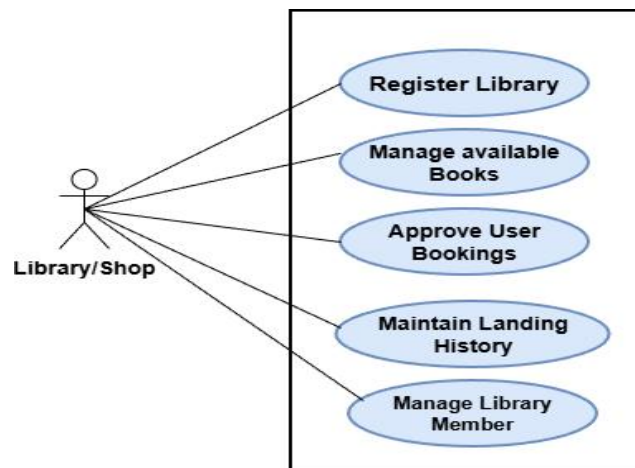 Register Library
Manage available
Books
Approve User
Bookings
Library/Shop
Maintain Landing
History
Manage Library
Member